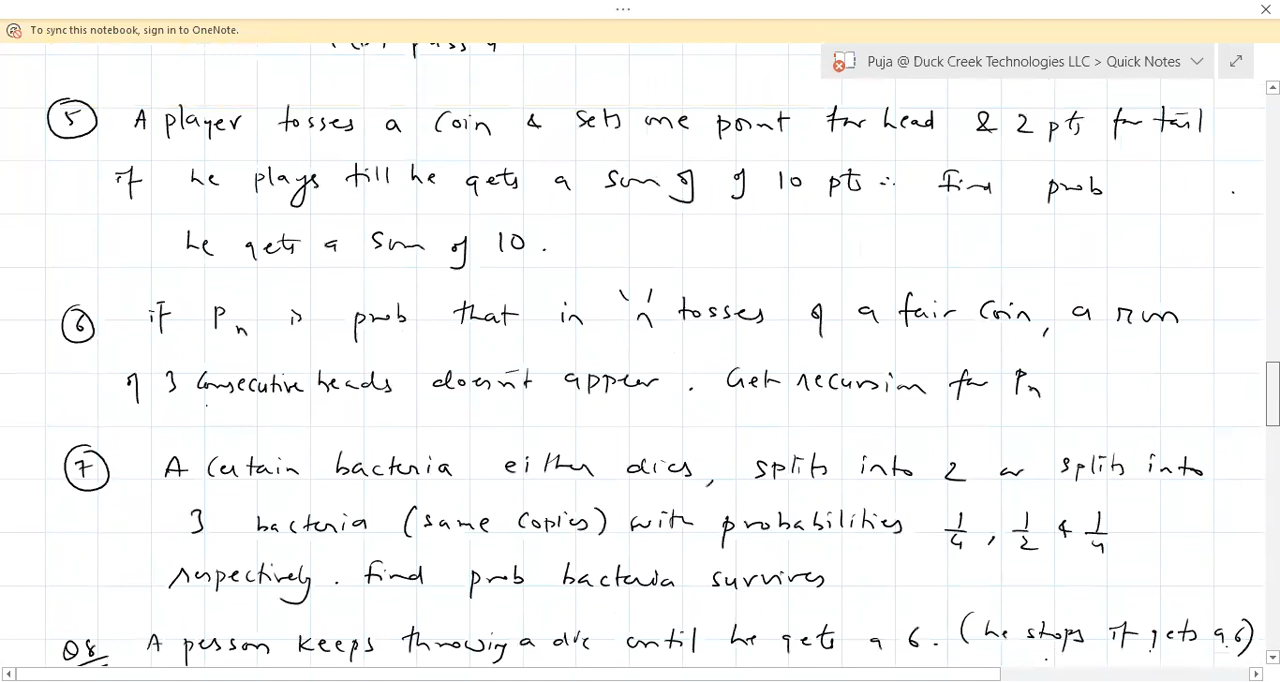 To sync this notebook, sign in to OneNote.
pass 4
Puja @ Duck Creek Technologies LLC > Quick Notes
5 A player tosses a coin & sets one point for head & 2 pts for tail
if he plays till he gets a sum of of 10 pts ∴ find prob
he gets a sum of 10.
6 if Pn is prob that in 'n' tosses of a fair coin, a run
of 3 consecutive heads doesn't appear. Get recursion for Pn
7 A certain bacteria either dies, splits into 2 or splits into
3 bacteria (same copies) with probabilities 1/4, 1/2 & 1/4
respectively. find prob bacteria survives
Q8 A person keeps throwing a die until he gets a 6. (he stops if gets a 6)